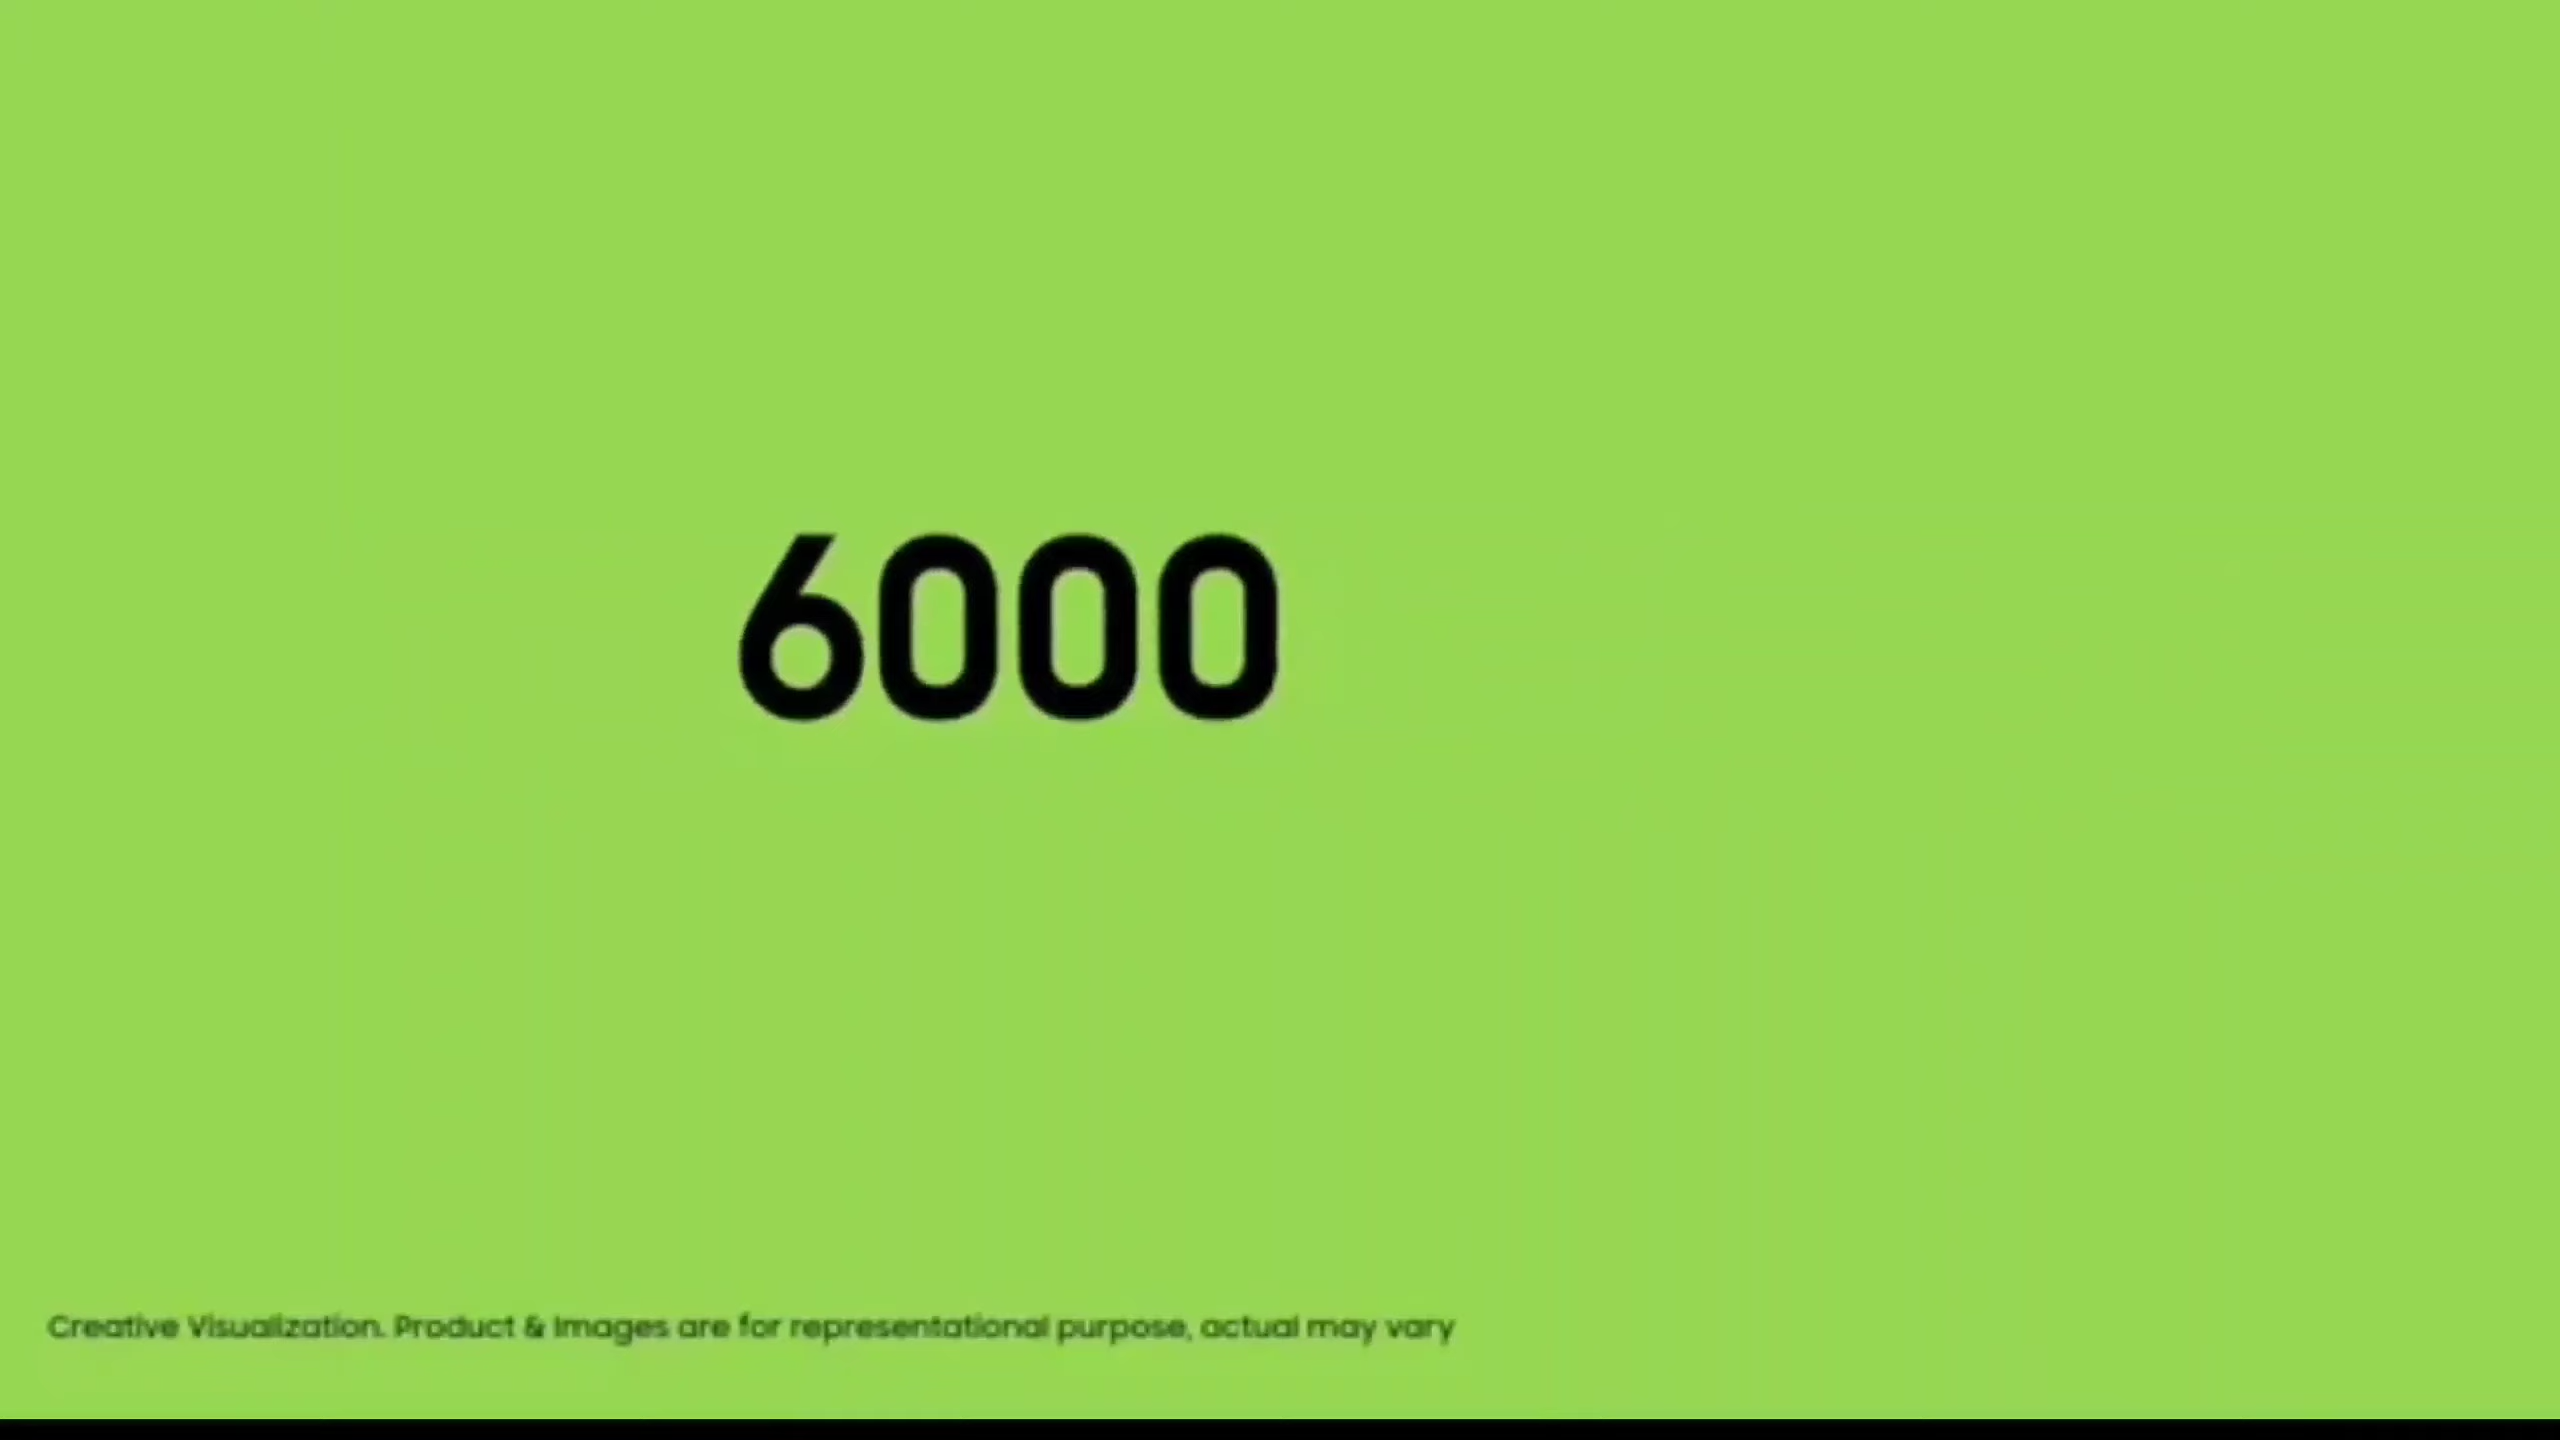 6000
Creative Visualization. Product & Images are for representational purpose, actual may vary